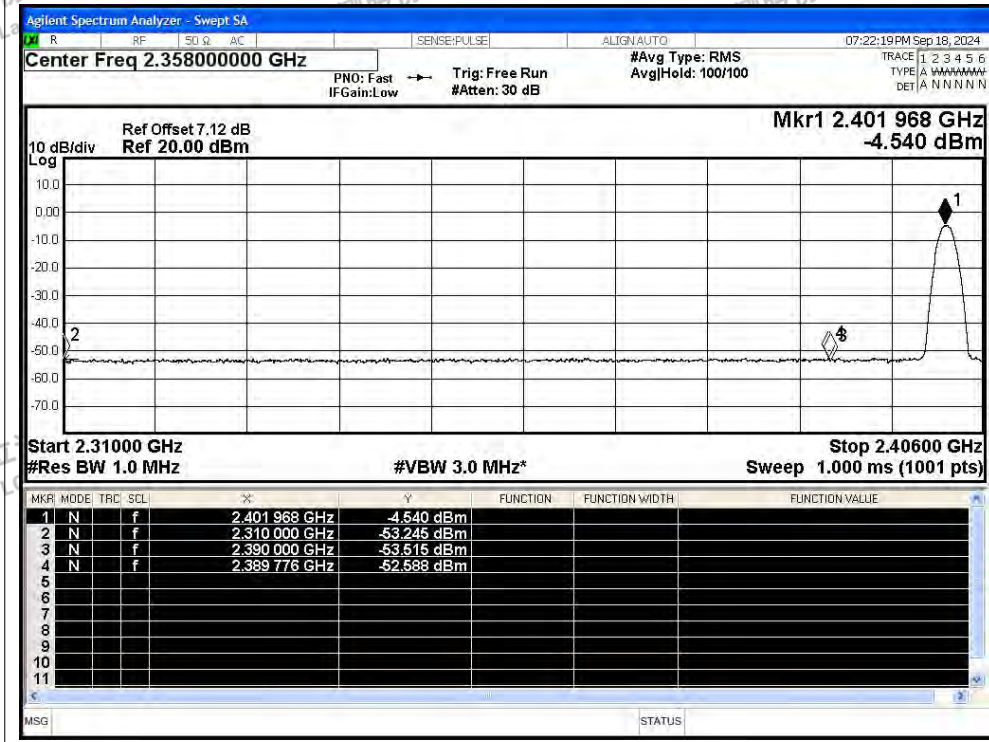 Agilent Spectrum Analyzer - Swept SA
R RF 50 Ω AC SENSE:PULSE ALIGNAUTO 07:22:19 PM Sep 18, 2024
Center Freq 2.358000000 GHz #Avg Type: RMS TRACE 1 2 3 4 5 6
PNO: Fast Trig: Free Run Avg|Hold: 100/100 TYPE A WWWWW
IFGain:Low #Atten: 30 dB DET A N N N N N
Mkr1 2.401 968 GHz
Ref Offset 7.12 dB
10 dB/div Ref 20.00 dBm -4.540 dBm
Log
10.0
0.00
1
-10.0
-20.0
-30.0
-40.0
2
-50.0
-60.0
-70.0
Start 2.31000 GHz Stop 2.40600 GHz
#Res BW 1.0 MHz #VBW 3.0 MHz* Sweep 1.000 ms (1001 pts)
MKR MODE TRC SCL X Y FUNCTION FUNCTION WIDTH FUNCTION VALUE
1 N f 2.401 968 GHz -4.540 dBm
2 N f 2.310 000 GHz -53.245 dBm
3 N f 2.390 000 GHz -53.515 dBm
4 N f 2.389 776 GHz -52.588 dBm
5
6
7
8
9
10
11
MSG STATUS